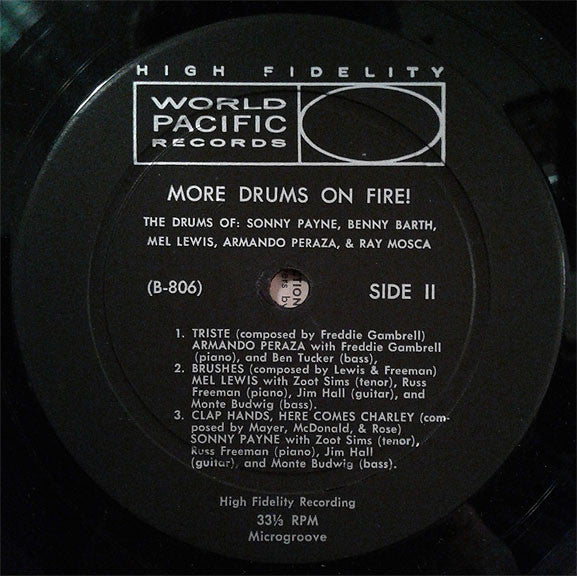 HIGH FIDELITY
WORLD
PACIFIC
RECORDS
MORE DRUMS ON FIRE!
THE DRUMS OF: SONNY PAYNE, BENNY BARTH,
MEL LEWIS, ARMANDO PERAZA, & RAY MOSCA
(B-806) SIDE II
1. TRISTE (composed by Freddie Gambrell)
ARMANDO PERAZA with Freddie Gambrell
(piano), and Ben Tucker (bass),
2. BRUSHES (composed by Lewis & Freeman)
MEL LEWIS with Zoot Sims (tenor), Russ
Freeman (piano), Jim Hall (guitar), and
Monte Budwig (bass).
3. CLAP HANDS, HERE COMES CHARLEY (com-
posed by Mayer, McDonald, & Rose)
SONNY PAYNE with Zoot Sims (tenor),
Russ Freeman (piano), Jim Hall
(guitar), and Monte Budwig (bass).
High Fidelity Recording
33⅓ RPM
Microgroove